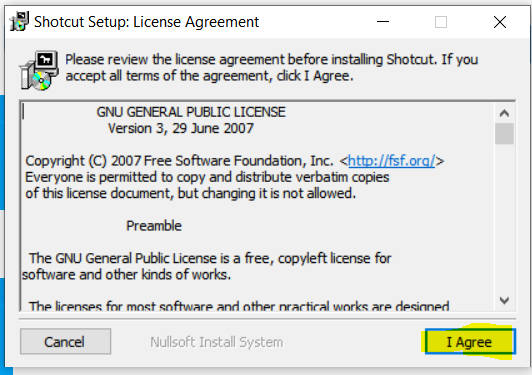 Shotcut Setup: License Agreement
Please review the license agreement before installing Shotcut. If you
accept all terms of the agreement, click I Agree.
GNU GENERAL PUBLIC LICENSE
Version 3, 29 June 2007
Copyright (C) 2007 Free Software Foundation, Inc. <http://fsf.org/>
Everyone is permitted to copy and distribute verbatim copies
of this license document, but changing it is not allowed.
Preamble
The GNU General Public License is a free, copyleft license for
software and other kinds of works.
The licenses for most software and other practical works are designed
Cancel
Nullsoft Install System
I Agree